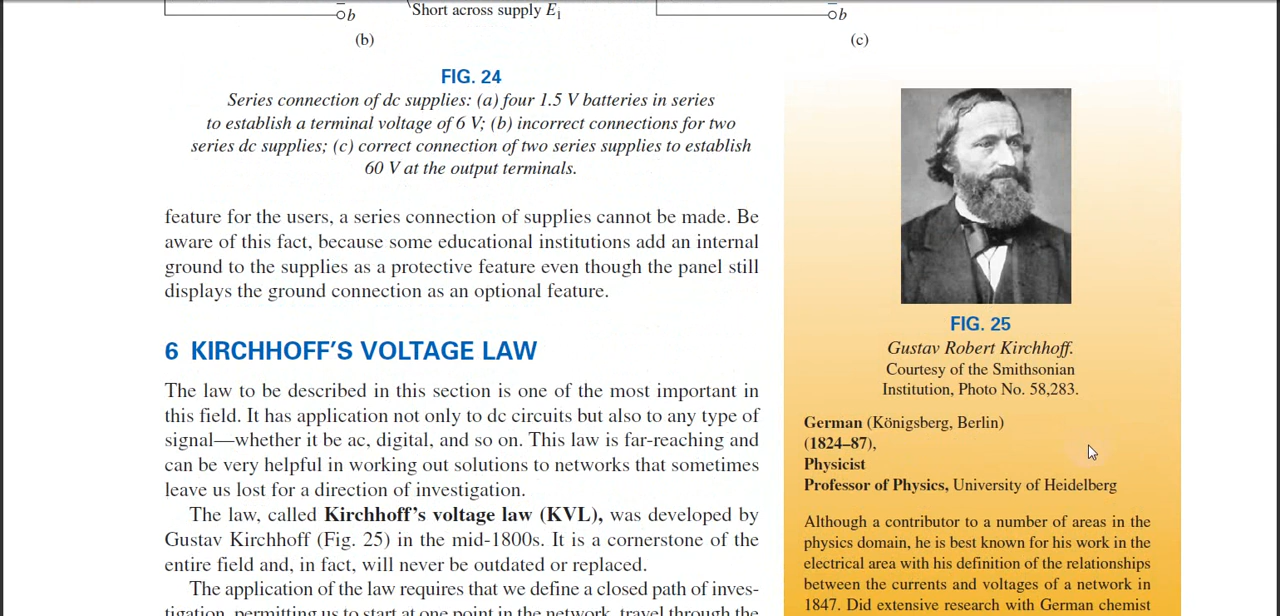 b
Short across supply E1
b
(b)
(c)
FIG. 24
Series connection of dc supplies: (a) four 1.5 V batteries in series
to establish a terminal voltage of 6 V; (b) incorrect connections for two
series dc supplies; (c) correct connection of two series supplies to establish
60 V at the output terminals.
feature for the users, a series connection of supplies cannot be made. Be
aware of this fact, because some educational institutions add an internal
ground to the supplies as a protective feature even though the panel still
displays the ground connection as an optional feature.
6 KIRCHHOFF'S VOLTAGE LAW
The law to be described in this section is one of the most important in
this field. It has application not only to dc circuits but also to any type of
signal—whether it be ac, digital, and so on. This law is far-reaching and
can be very helpful in working out solutions to networks that sometimes
leave us lost for a direction of investigation.
The law, called Kirchhoff's voltage law (KVL), was developed by
Gustav Kirchhoff (Fig. 25) in the mid-1800s. It is a cornerstone of the
entire field and, in fact, will never be outdated or replaced.
The application of the law requires that we define a closed path of inves-
tigation, permitting us to start at one point in the network, travel through the
FIG. 25
Gustav Robert Kirchhoff.
Courtesy of the Smithsonian
Institution, Photo No. 58,283.
German (Königsberg, Berlin)
(1824–87),
Physicist
Professor of Physics, University of Heidelberg
Although a contributor to a number of areas in the
physics domain, he is best known for his work in the
electrical area with his definition of the relationships
between the currents and voltages of a network in
1847. Did extensive research with German chemist